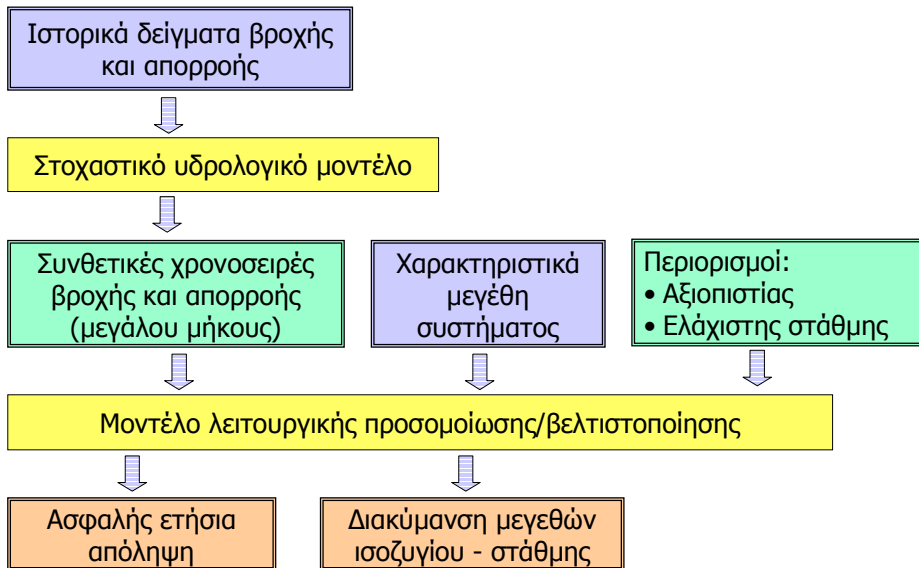 Ιστορικά δείγματα βροχής
και απορροής
Στοχαστικό υδρολογικό μοντέλο
Συνθετικές χρονοσειρές
βροχής και απορροής
(μεγάλου μήκους)
Χαρακτηριστικά
μεγέθη
συστήματος
Περιορισμοί:
• Αξιοπιστίας
• Ελάχιστης στάθμης
Μοντέλο λειτουργικής προσομοίωσης/βελτιστοποίησης
Ασφαλής ετήσια
απόληψη
Διακύμανση μεγεθών
ισοζυγίου - στάθμης